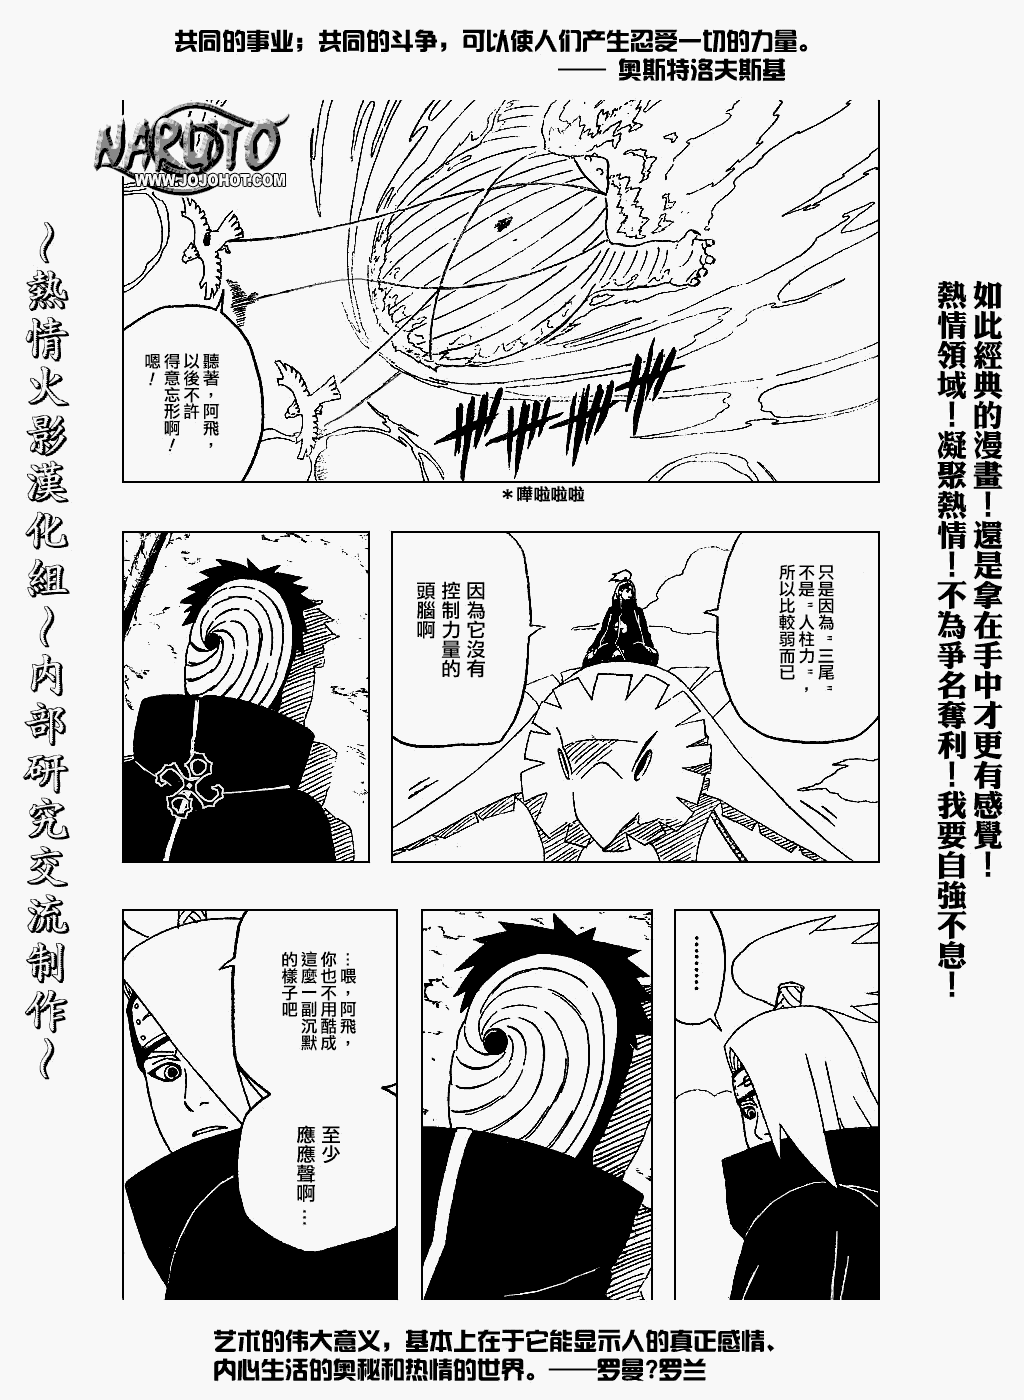 共同的事业；共同的斗争，可以使人们产生忍受一切的力量。
—— 奥斯特洛夫斯基
NARUTO
WWW.JOJOHOT.COM
如此經典的漫畫！還是拿在手中才更有感覺！
熱情領域！凝聚熱情！不為爭名奪利！我要自強不息！
聽著，阿飛，
以後不許
得意忘形啊！
嗯！
＊嘩啦啦啦
只是因為〝三尾〞
不是〝人柱力〞，
所以比較弱而已
因為它沒有
控制力量的
頭腦啊
………
…喂，阿飛，
你也不用酷成
這麼一副沉默
的樣子吧
至少
應應聲啊…
～熱情火影漢化組～內部研究交流制作～
艺术的伟大意义，基本上在于它能显示人的真正感情、
内心生活的奥秘和热情的世界。——罗曼?罗兰